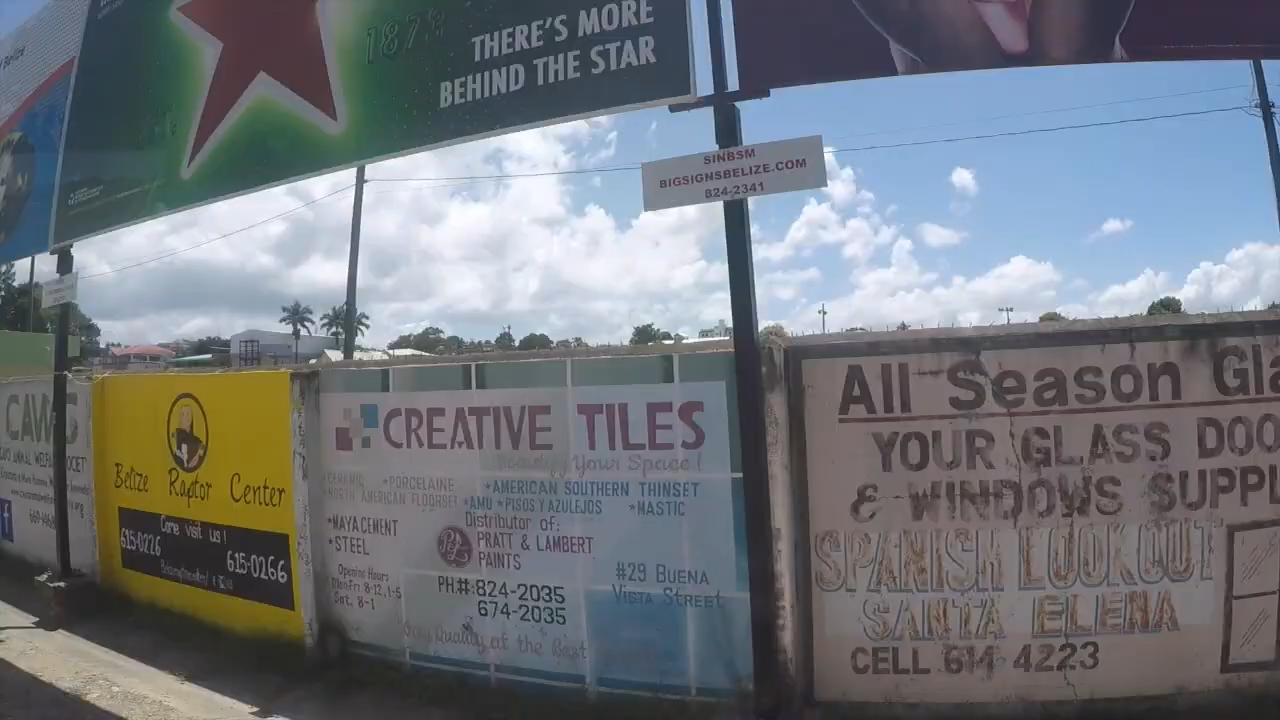 1873
THERE'S MORE
BEHIND THE STAR
SINBSM
BIGSIGNSBELIZE.COM
824-2341
CAWS
Belize Raptor Center
Come visit us!
615-0226
615-0266
CREATIVE TILES
Beautify Your Space!
CERAMIC *PORCELAINE
*NORTH AMERICAN FLOORSET
*AMERICAN SOUTHERN THINSET
*AMU *PISOS Y AZULEJOS *MASTIC
*MAYA CEMENT
*STEEL
Distributor of:
PRATT & LAMBERT
PAINTS
Opening Hours
Mon-Fri 8-12, 1-5
Sat. 8-1
PH.#: 824-2035
674-2035
#29 BUENA
VISTA STREET
Quality at the Best
All Season Gla
YOUR GLASS DOO
& WINDOWS SUPPL
SPANISH LOOKOUT
SANTA ELENA
CELL 614 4223